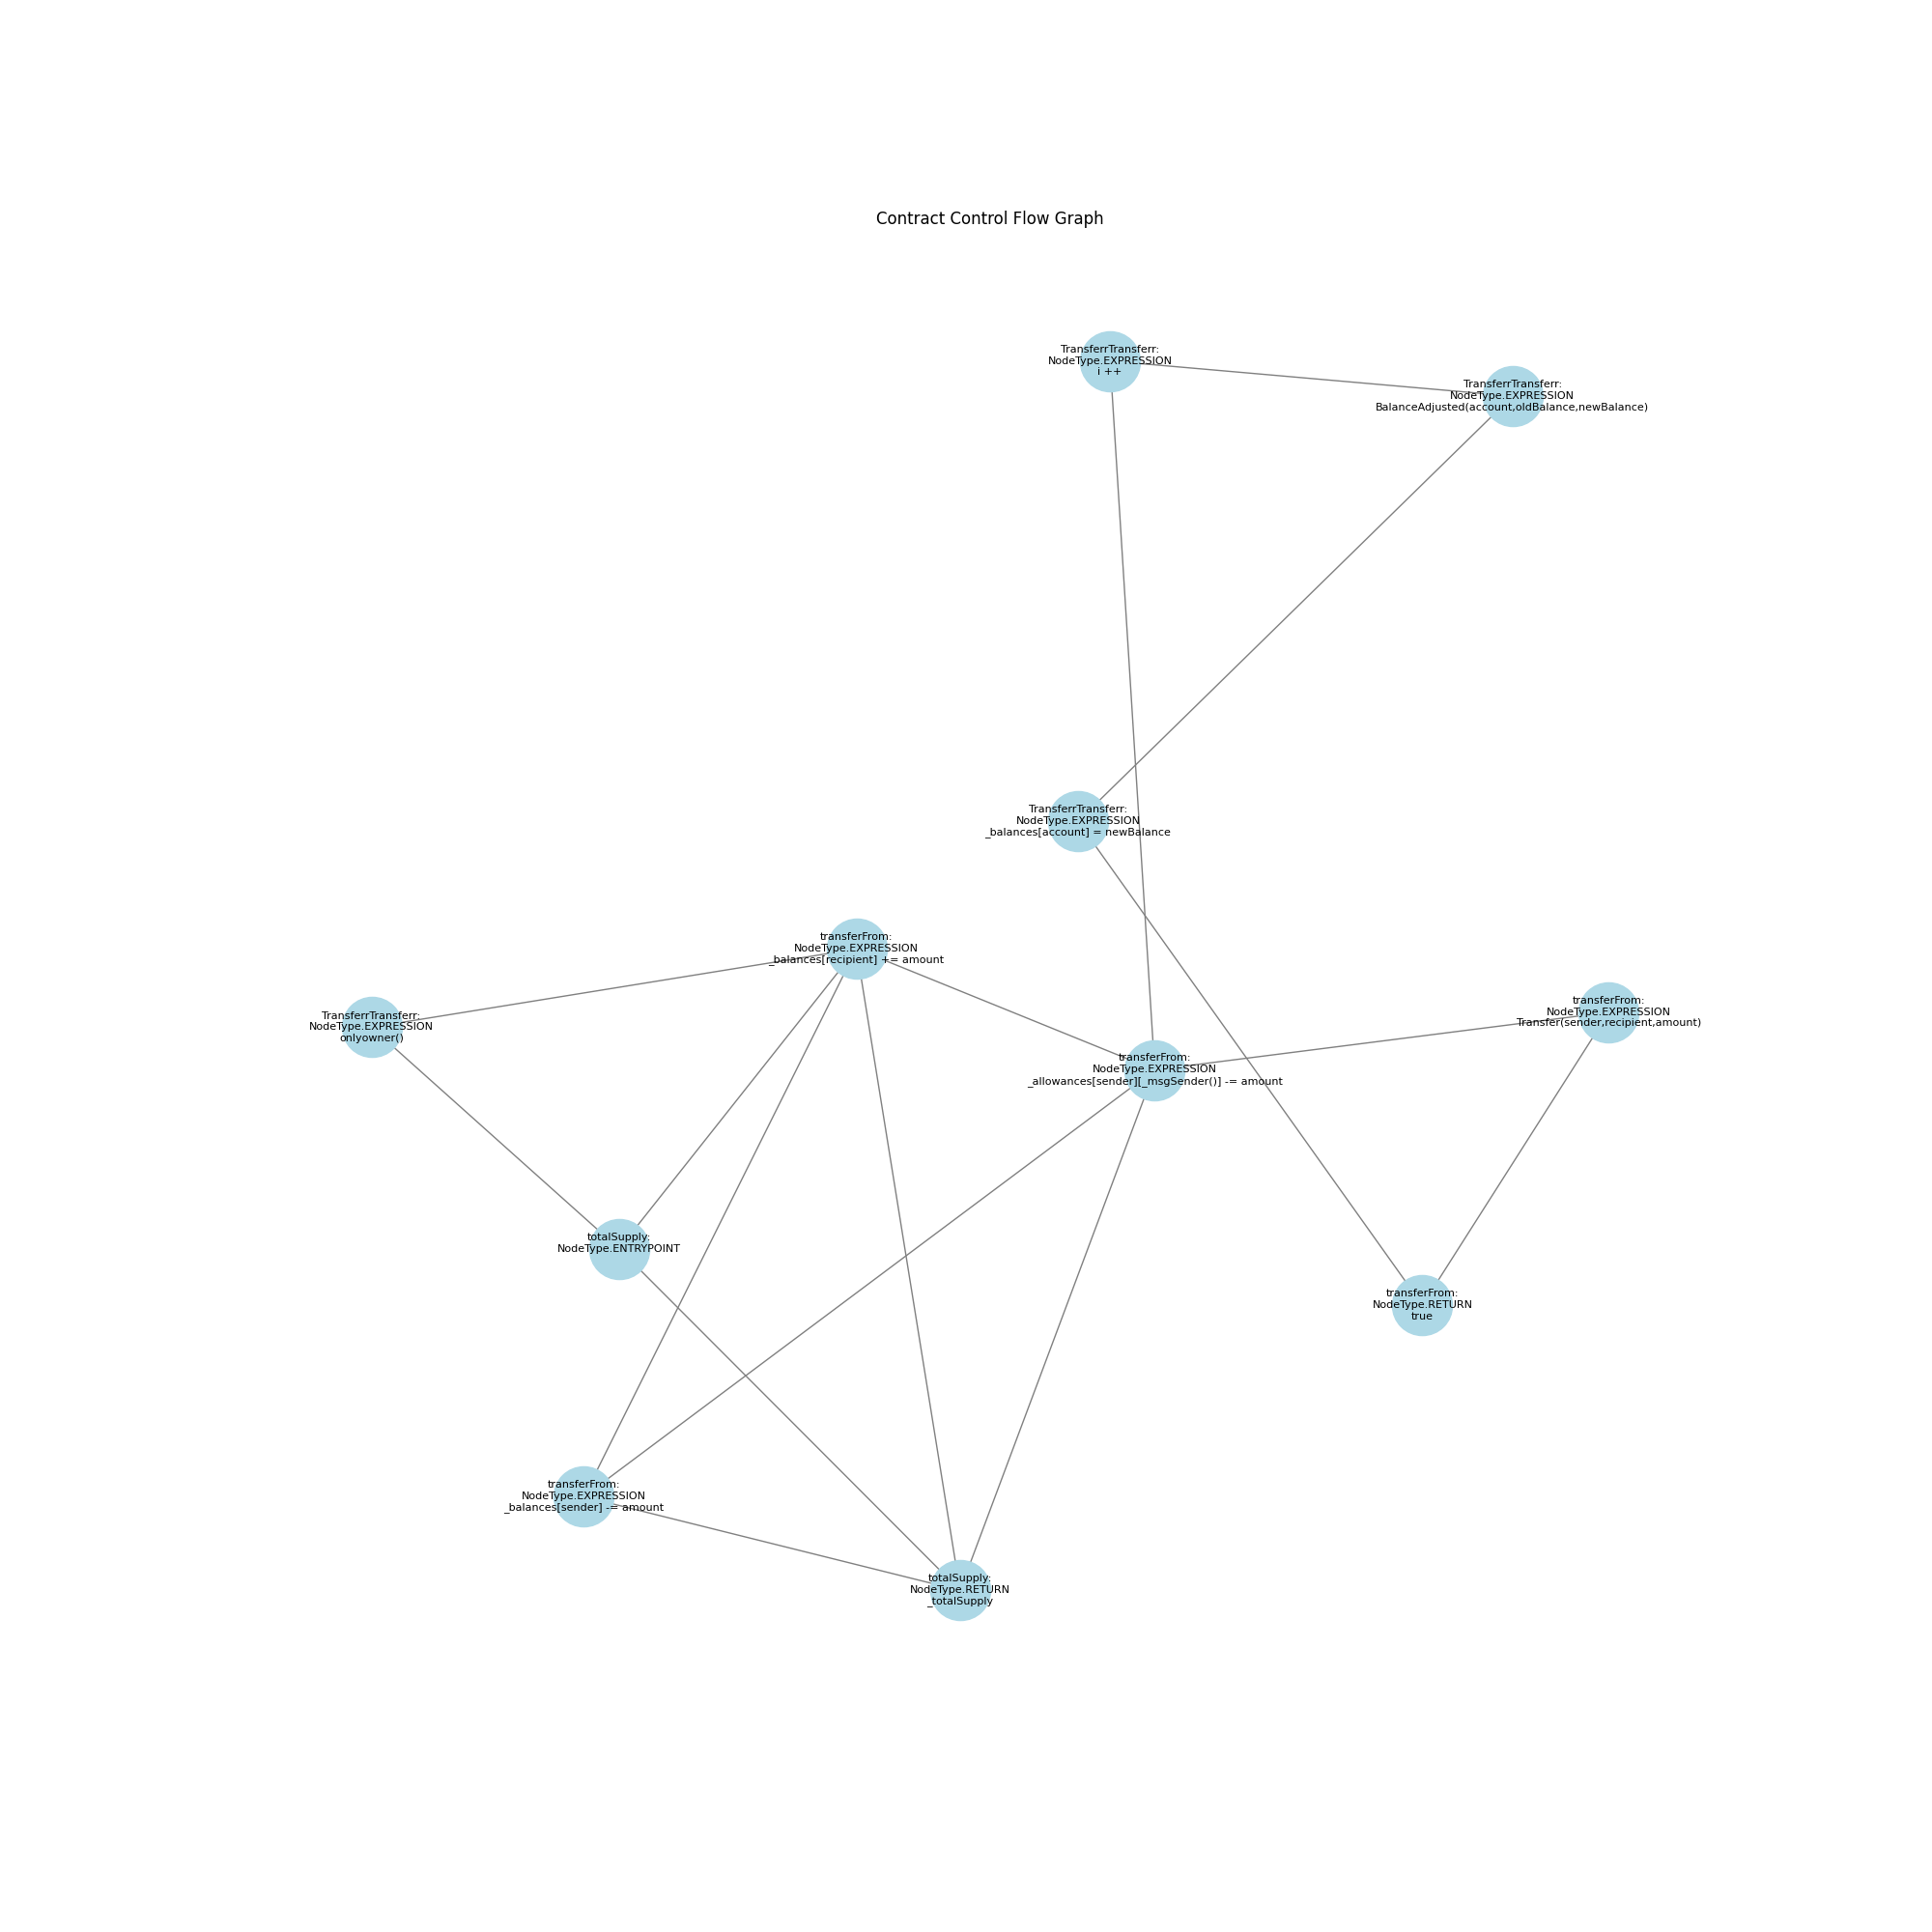 Contract Control Flow Graph
TransferrTransferr:
NodeType.EXPRESSION
i ++
TransferrTransferr:
NodeType.EXPRESSION
BalanceAdjusted(account,oldBalance,newBalance)
TransferrTransferr:
NodeType.EXPRESSION
_balances[account] = newBalance
transferFrom:
NodeType.EXPRESSION
_balances[recipient] += amount
TransferrTransferr:
NodeType.EXPRESSION
onlyowner()
transferFrom:
NodeType.EXPRESSION
Transfer(sender,recipient,amount)
transferFrom:
NodeType.EXPRESSION
_allowances[sender][_msgSender()] -= amount
totalSupply:
NodeType.ENTRYPOINT
transferFrom:
NodeType.RETURN
true
transferFrom:
NodeType.EXPRESSION
_balances[sender] -= amount
totalSupply:
NodeType.RETURN
_totalSupply